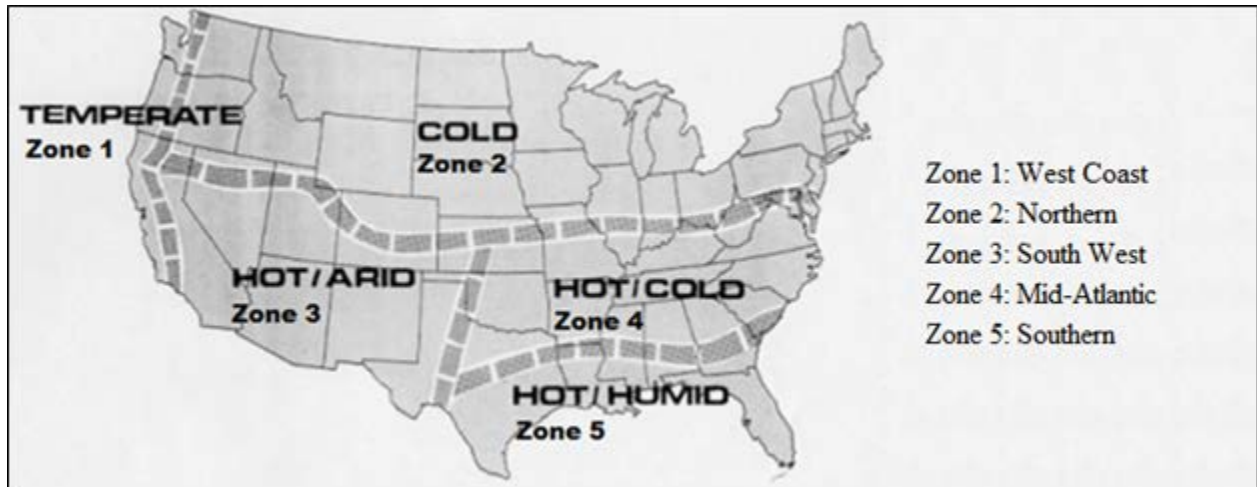 TEMPERATE
Zone 1
COLD
Zone 2
HOT/ARID
Zone 3
HOT/COLD
Zone 4
HOT/HUMID
Zone 5
Zone 1: West Coast
Zone 2: Northern
Zone 3: South West
Zone 4: Mid-Atlantic
Zone 5: Southern